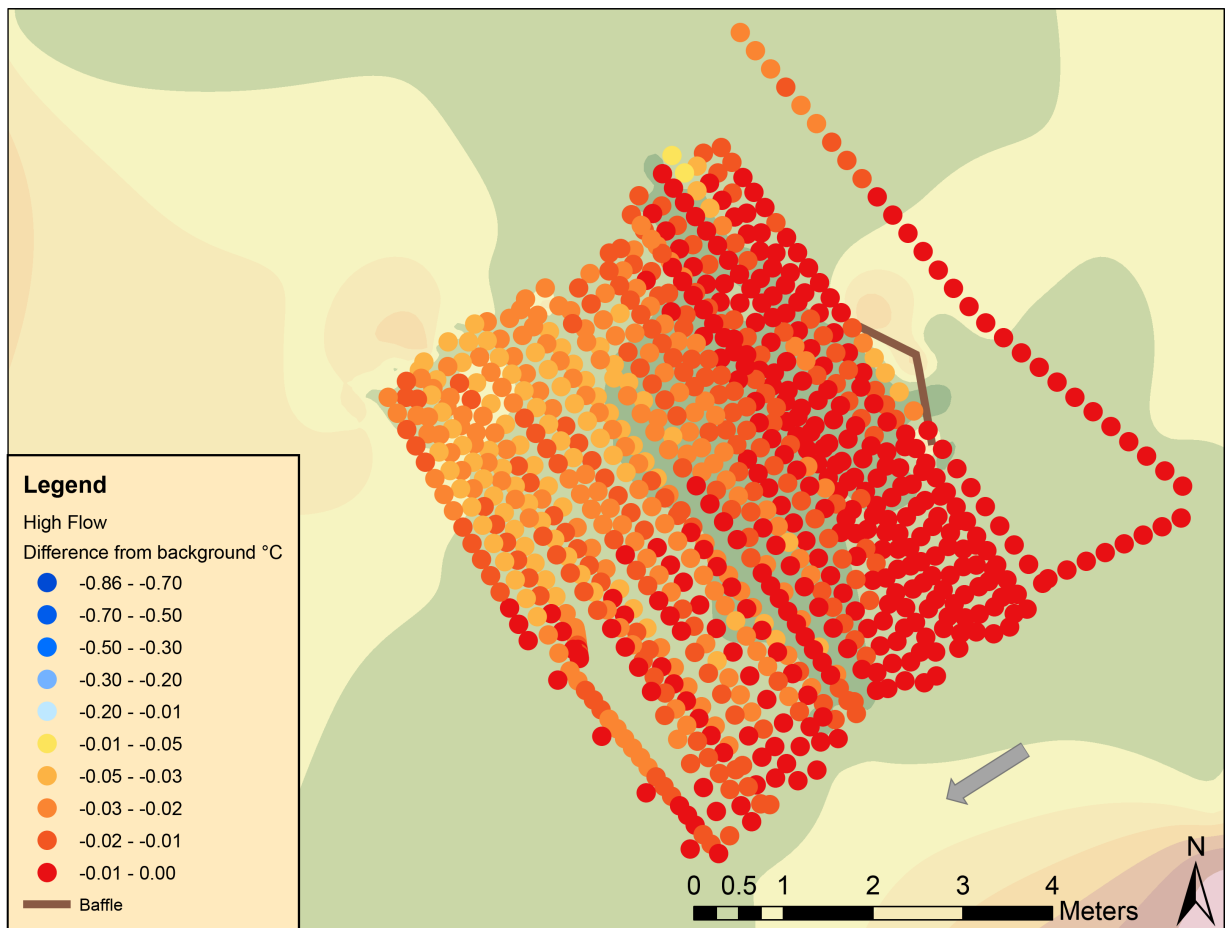 Legend
High Flow
Difference from background °C
-0.86 - -0.70
-0.70 - -0.50
-0.50 - -0.30
-0.30 - -0.20
-0.20 - -0.01
-0.01 - -0.05
-0.05 - -0.03
-0.03 - -0.02
-0.02 - -0.01
-0.01 - 0.00
Baffle
N
0 0.5 1 2 3 4
Meters